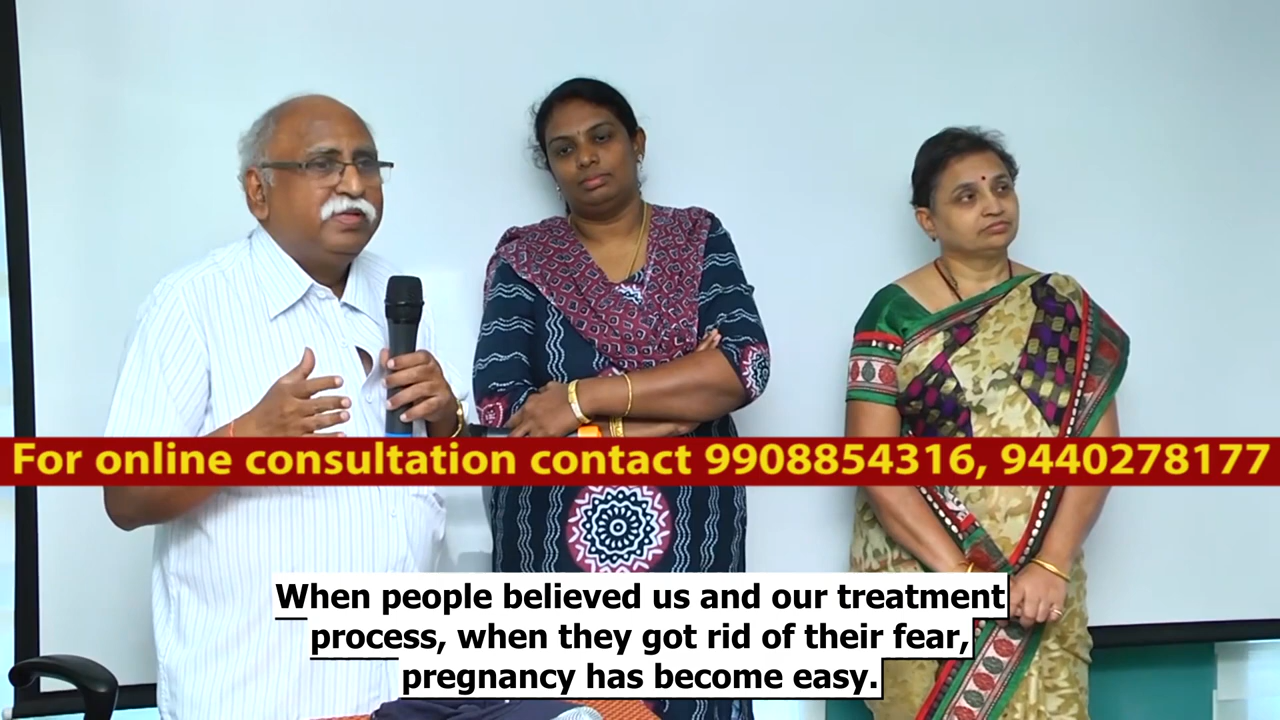 For online consultation contact 9908854316, 9440278177
When people believed us and our treatment
process, when they got rid of their fear,
pregnancy has become easy.